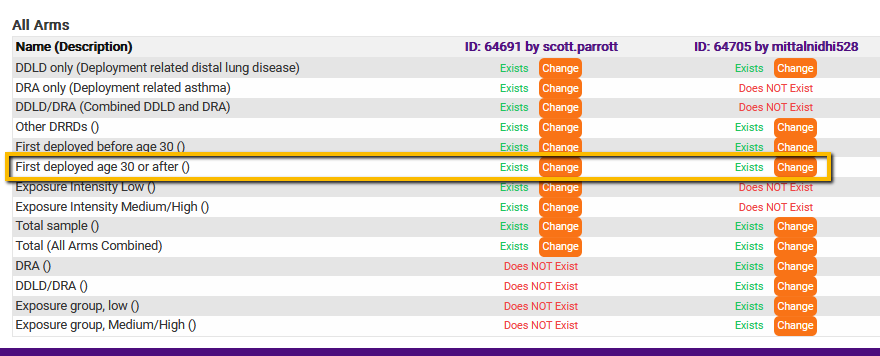 All Arms
Name (Description) ID: 64691 by scott.parrott ID: 64705 by mittalnidhi528
DDLD only (Deployment related distal lung disease) Exists Change Exists Change
DRA only (Deployment related asthma) Exists Change Does NOT Exist
DDLD/DRA (Combined DDLD and DRA) Exists Change Does NOT Exist
Other DRRDs () Exists Change Exists Change
First deployed before age 30 () Exists Change Exists Change
First deployed age 30 or after () Exists Change Exists Change
Exposure Intensity Low () Exists Change Does NOT Exist
Exposure Intensity Medium/High () Exists Change Does NOT Exist
Total sample () Exists Change Exists Change
Total (All Arms Combined) Exists Change Exists Change
DRA () Does NOT Exist Exists Change
DDLD/DRA () Does NOT Exist Exists Change
Exposure group, low () Does NOT Exist Exists Change
Exposure group, Medium/High () Does NOT Exist Exists Change